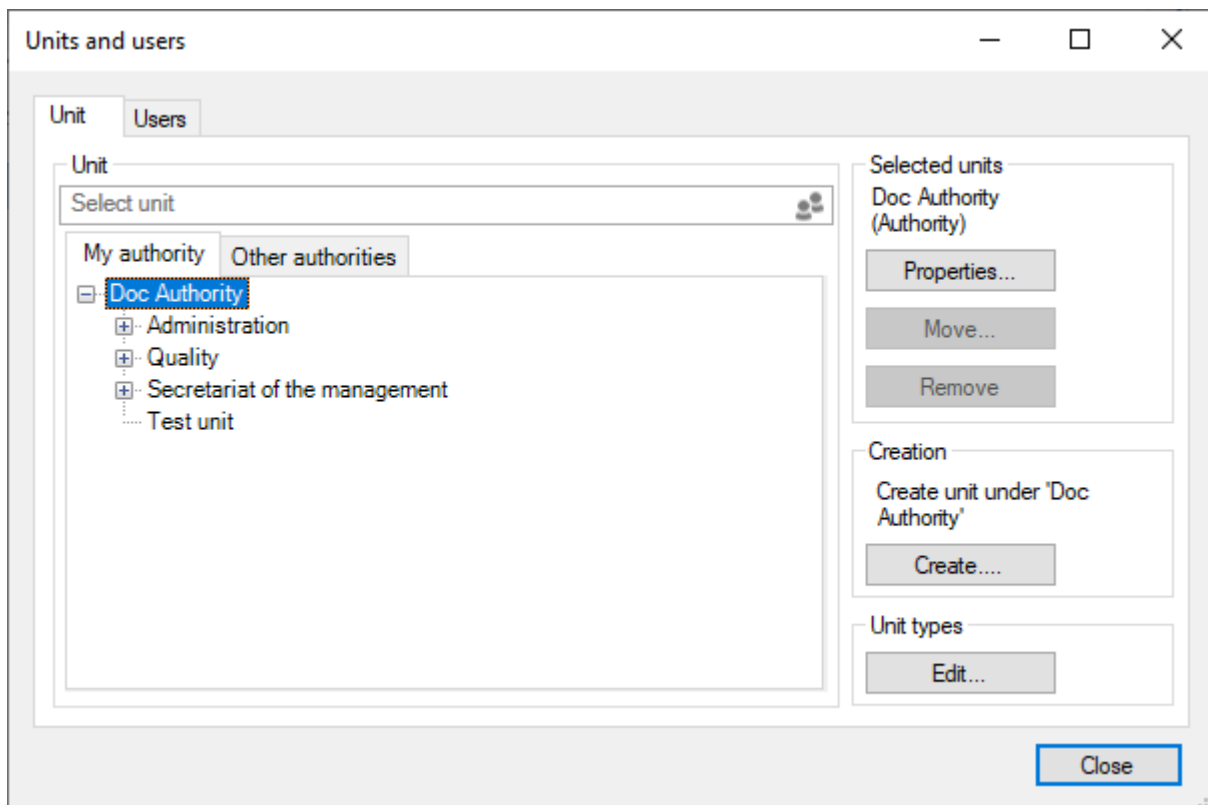 Units and users
Unit
Users
Unit
Select unit
My authority
Other authorities
Doc Authority
Administration
Quality
Secretariat of the management
Test unit
Selected units
Doc Authority
(Authority)
Properties...
Move...
Remove
Creation
Create unit under 'Doc
Authority'
Create....
Unit types
Edit...
Close